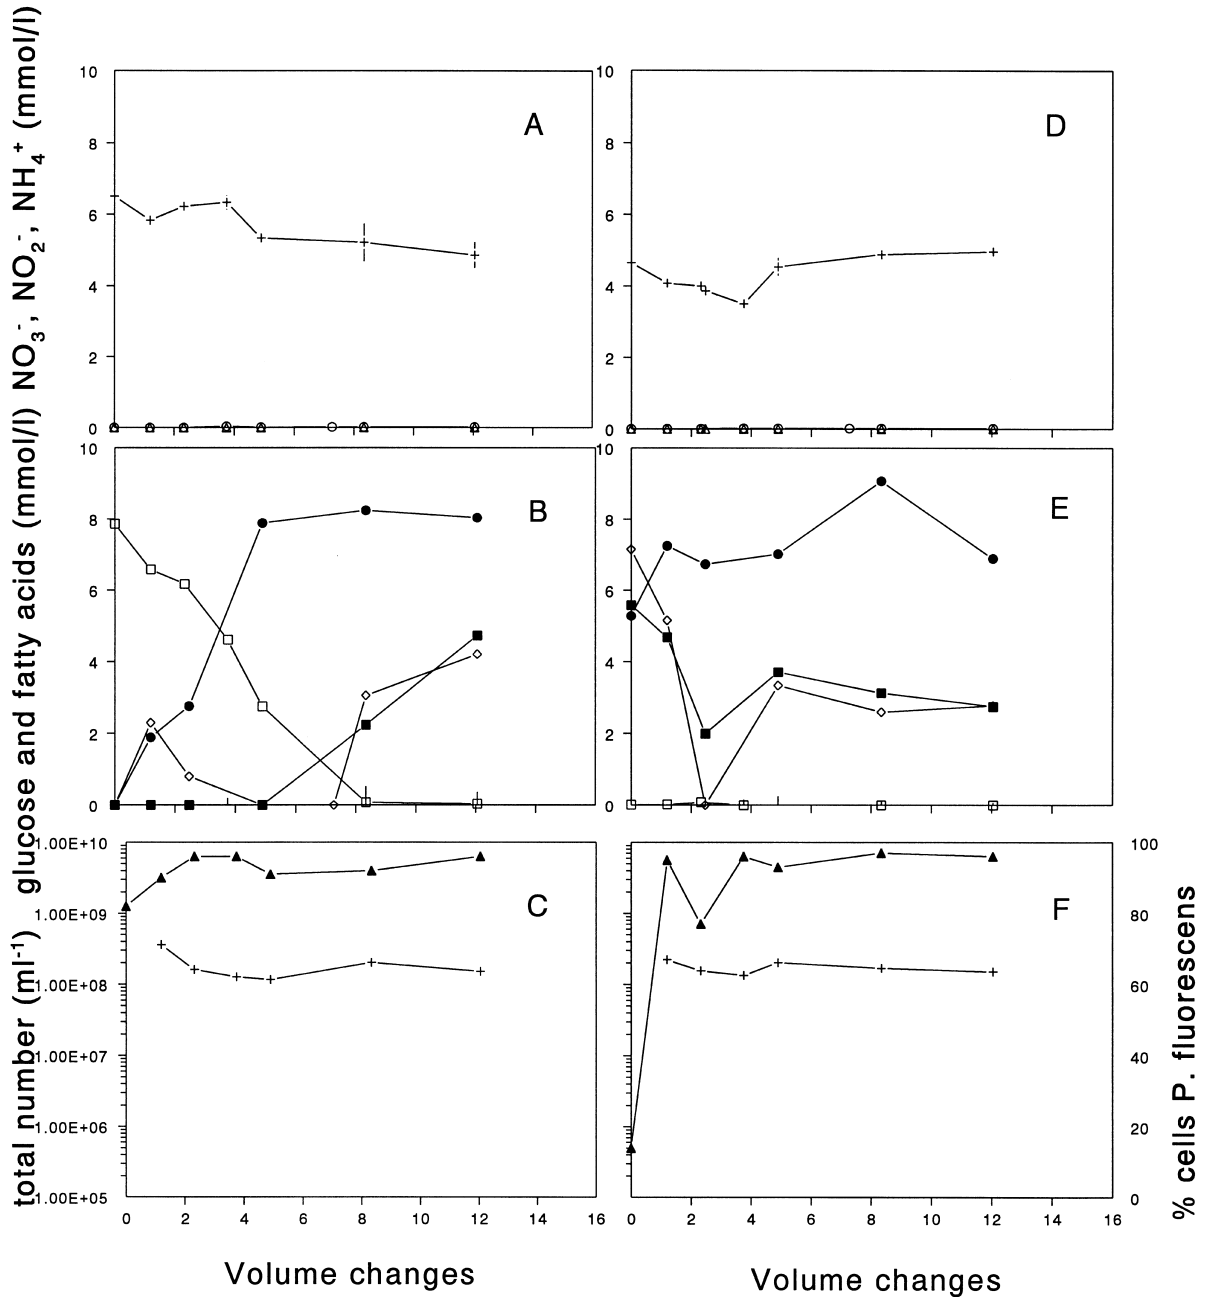 NO₃⁻, NO₂⁻, NH₄⁺ (mmol/l)
glucose and fatty acids (mmol/l)
total number (ml⁻¹)
10
8
6
4
2
0
A
10
8
6
4
2
0
D
10
8
6
4
2
0
B
10
8
6
4
2
0
E
1.00E+10
1.00E+09
1.00E+08
1.00E+07
1.00E+06
1.00E+05
C
F
100
80
60
40
20
0
% cells P. fluorescens
0 2 4 6 8 10 12 14 16
0 2 4 6 8 10 12 14 16
Volume changes
Volume changes